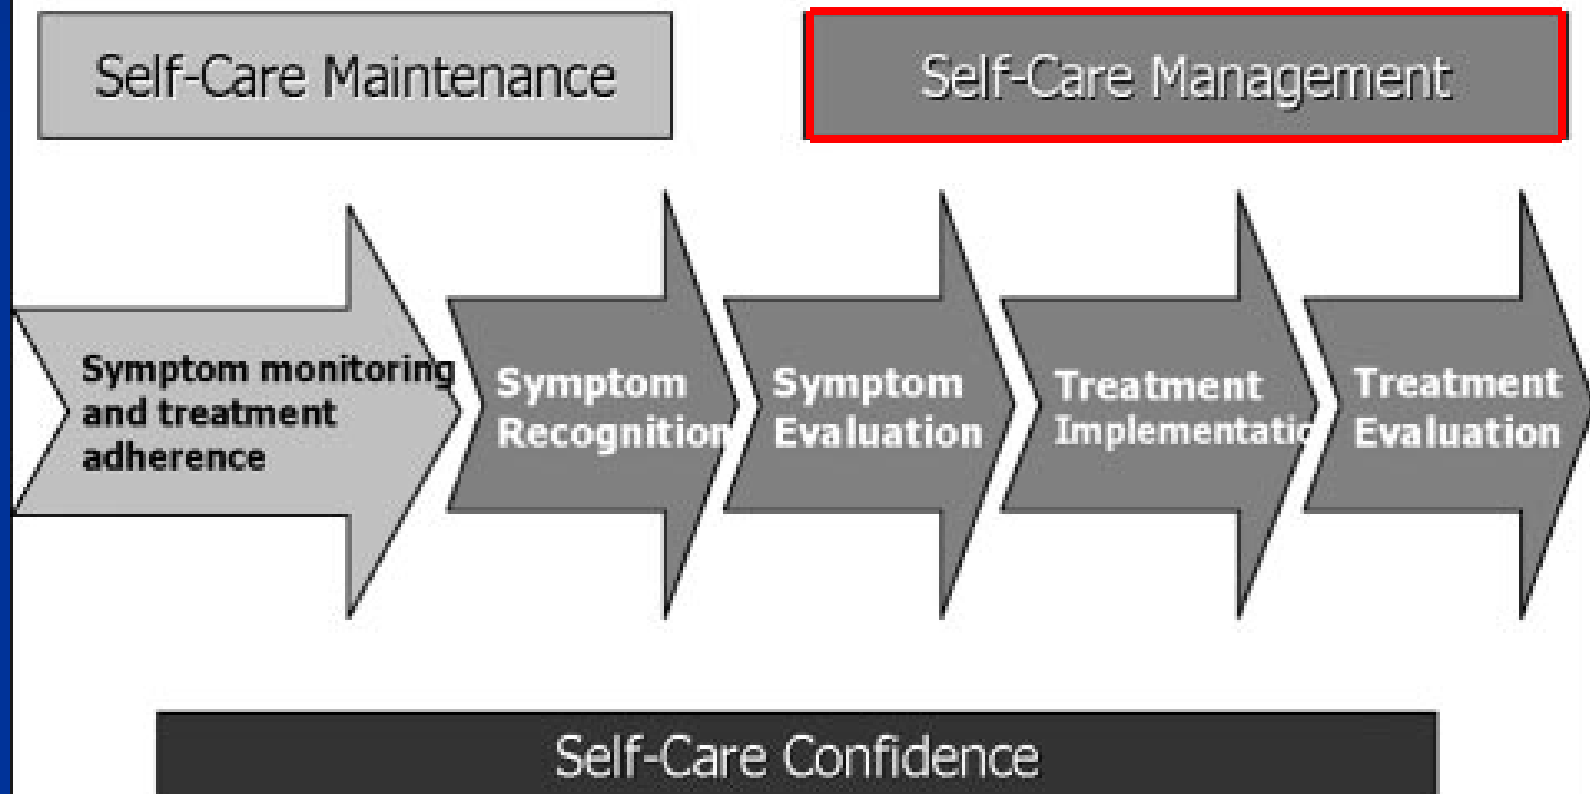 Self-Care Maintenance
Self-Care Management
Symptom monitoring
and treatment
adherence
Symptom
Recognition
Symptom
Evaluation
Treatment
Implementatio
Treatment
Evaluation
Self-Care Confidence